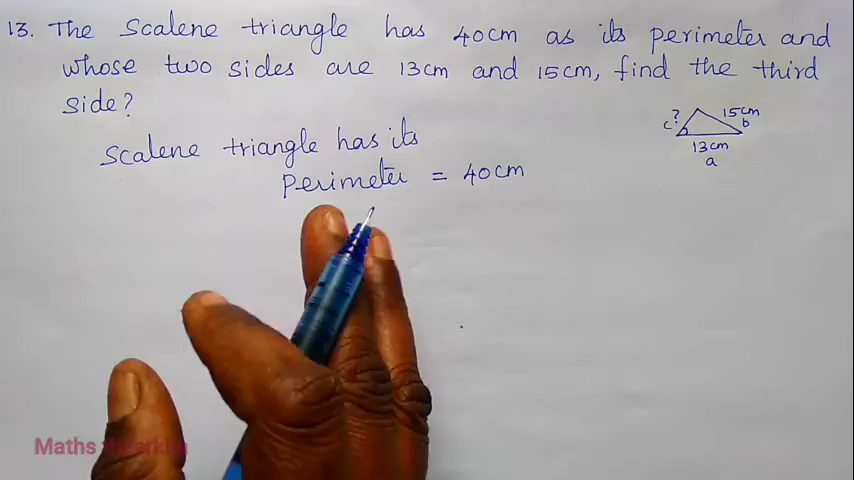 13. The Scalene triangle has 40cm as its perimeter and
whose two sides are 13cm and 15cm, find the third
side?
c ? 15cm
b
13cm
a
Scalene triangle has its
Perimeter = 40cm
Maths